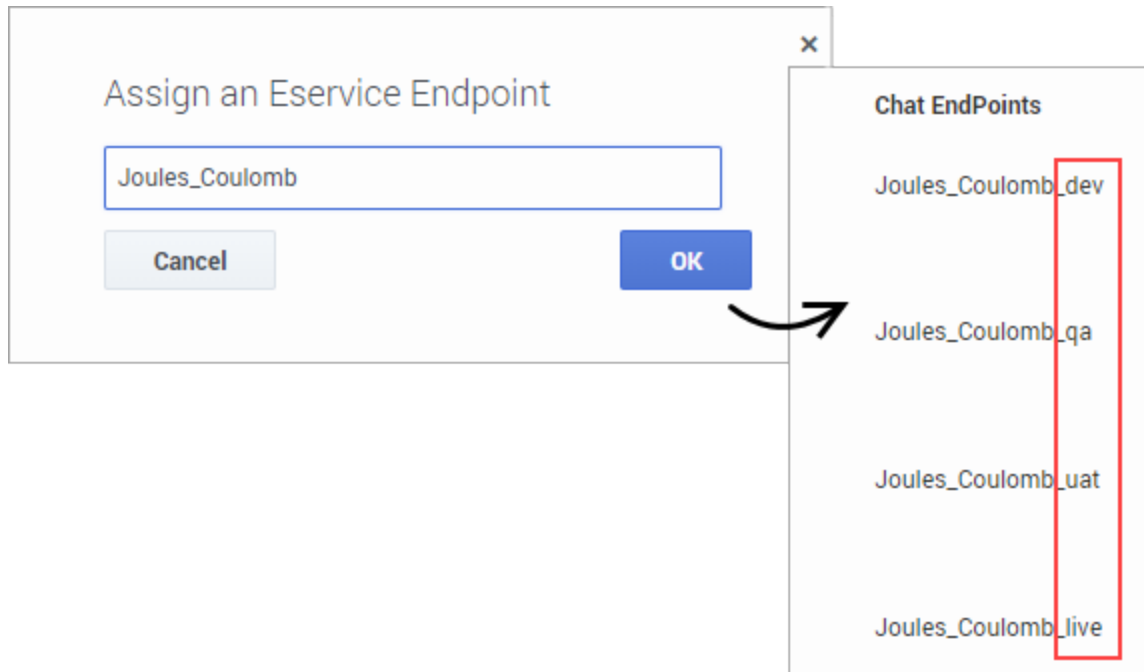 Assign an Eservice Endpoint
Joules_Coulomb
Cancel
OK
Chat EndPoints
Joules_Coulomb_dev
Joules_Coulomb_qa
Joules_Coulomb_uat
Joules_Coulomb_live